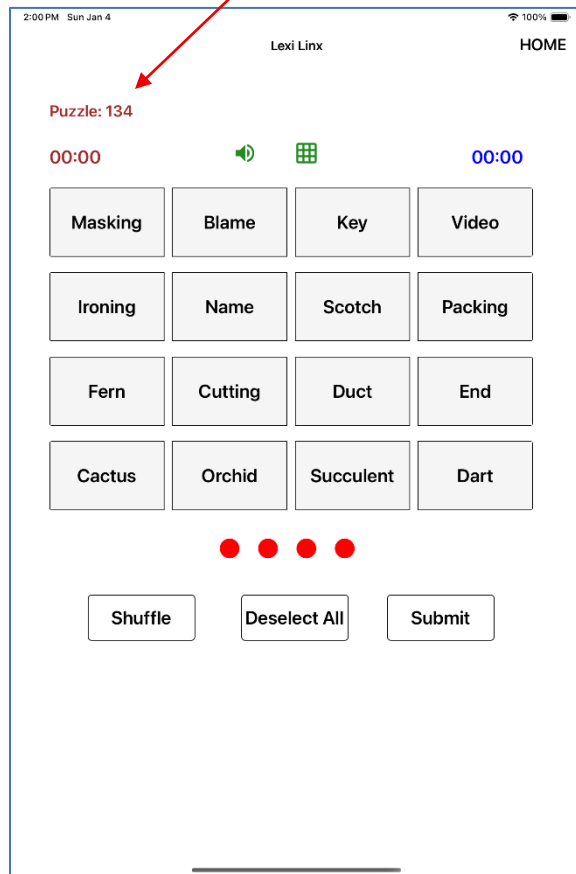 2:00 PM Sun Jan 4 100%
Lexi Linx HOME
Puzzle: 134
00:00 00:00
Masking Blame Key Video
Ironing Name Scotch Packing
Fern Cutting Duct End
Cactus Orchid Succulent Dart
Shuffle Deselect All Submit